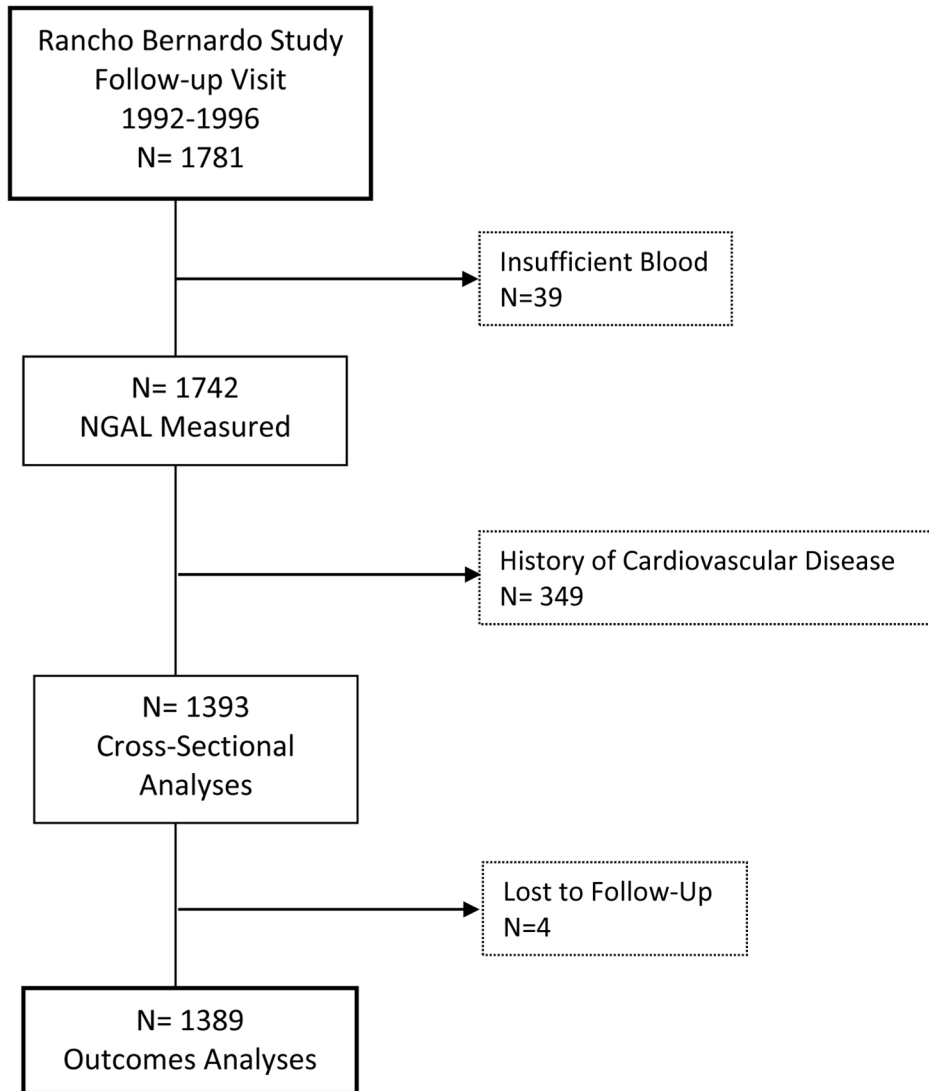 Rancho Bernardo Study
Follow-up Visit
1992-1996
N= 1781
Insufficient Blood
N=39
N= 1742
NGAL Measured
History of Cardiovascular Disease
N= 349
N= 1393
Cross-Sectional
Analyses
Lost to Follow-Up
N=4
N= 1389
Outcomes Analyses